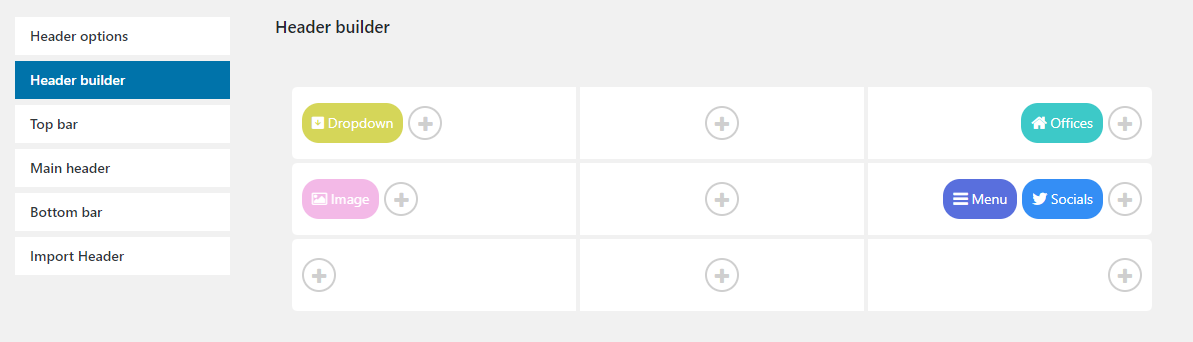 Header options
Header builder
Top bar
Main header
Bottom bar
Import Header
Header builder
Dropdown
Offices
Image
Menu
Socials